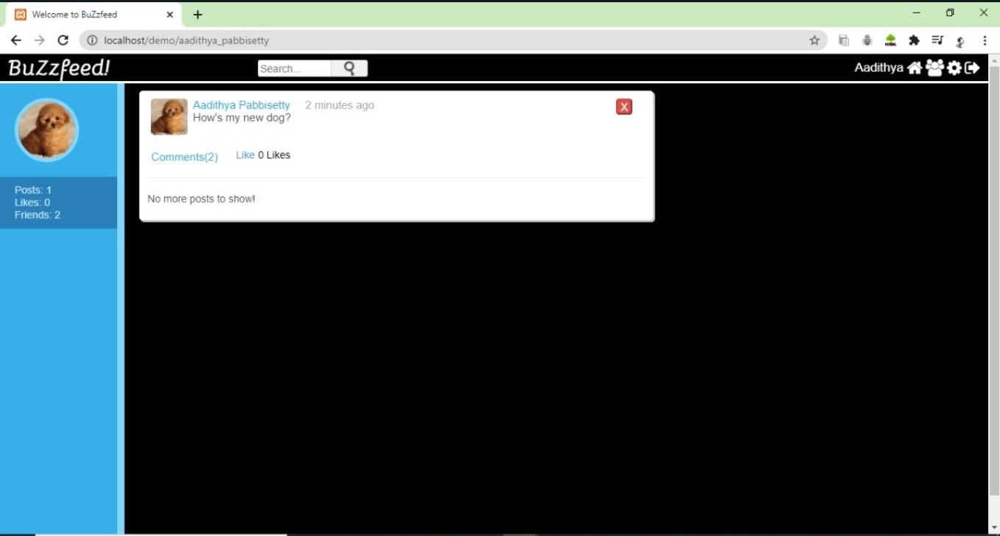 Welcome to BuZzfeed
localhost/demo/aadithya_pabbisetty
BuZzfeed!
Search...
Aadithya
Aadithya Pabbisetty 2 minutes ago
X
How's my new dog?
Comments(2) Like 0 Likes
Posts: 1
Likes: 0
Friends: 2
No more posts to show!